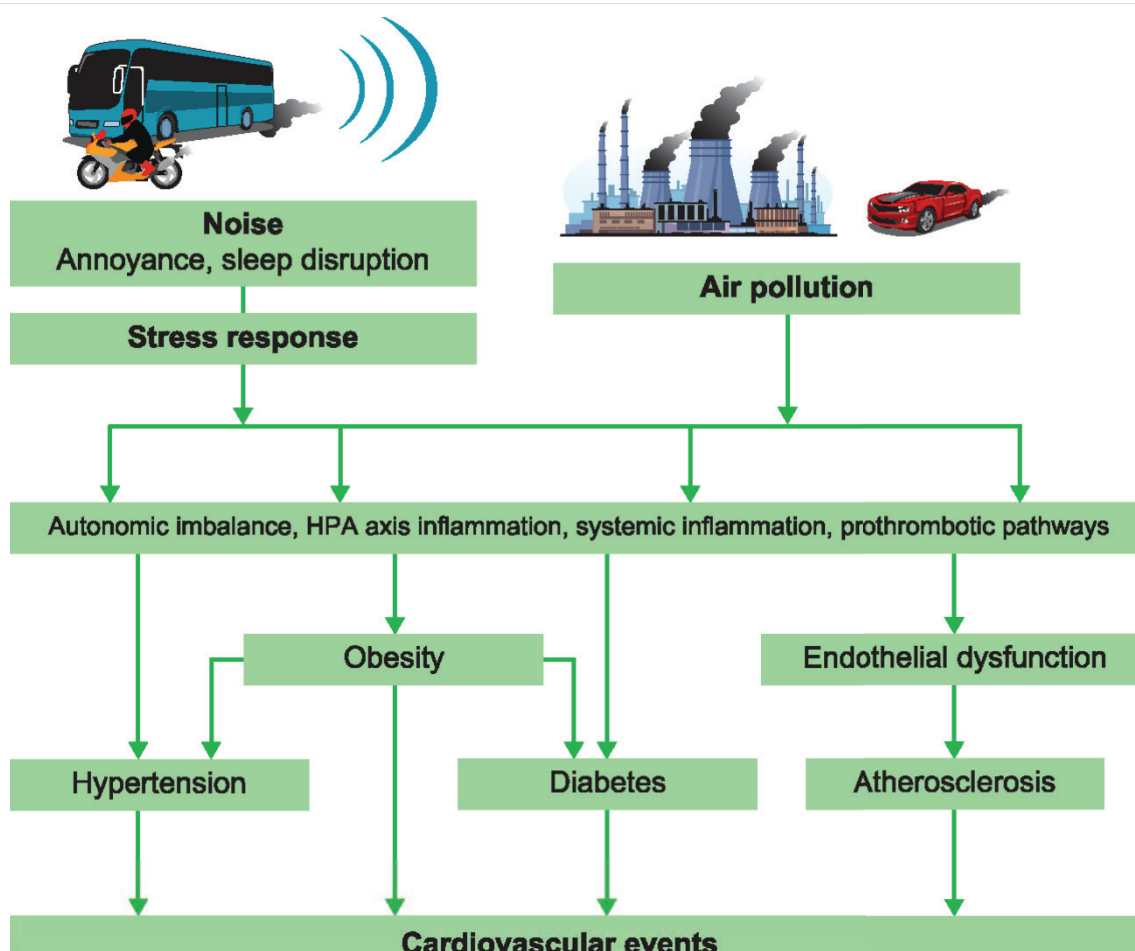 Noise
Annoyance, sleep disruption
Air pollution
Stress response
Autonomic imbalance, HPA axis inflammation, systemic inflammation, prothrombotic pathways
Obesity
Endothelial dysfunction
Hypertension
Diabetes
Atherosclerosis
Cardiovascular events